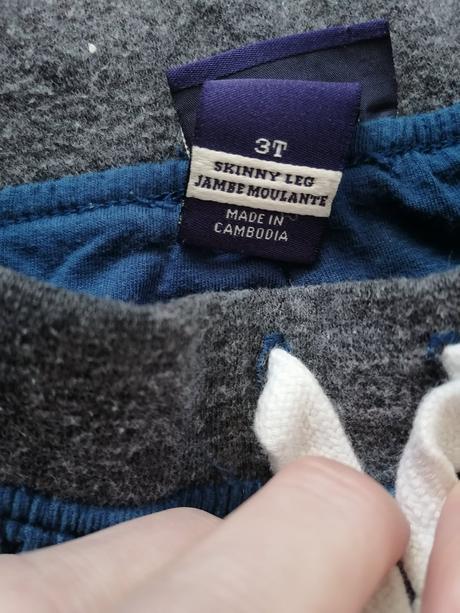 3T
SKINNY LEG
JAMBE MOULANTE
MADE IN
CAMBODIA